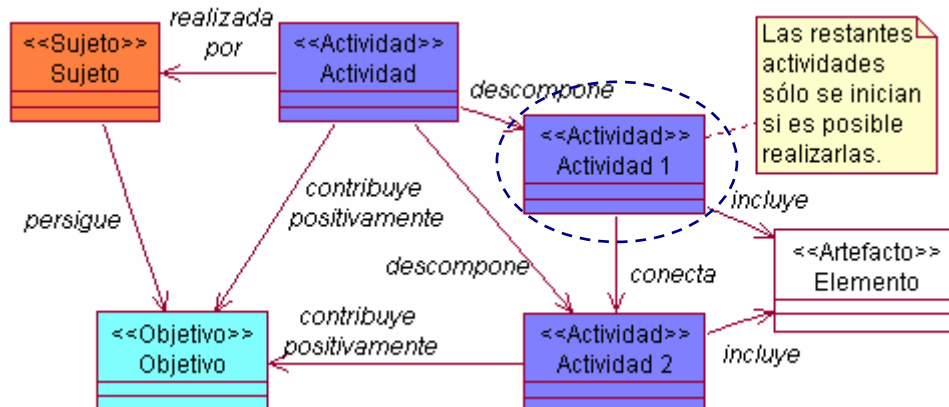 realizada
por
<<Sujeto>>
Sujeto
<<Actividad>>
Actividad
Las restantes
actividades
sólo se inician
si es posible
realizarlas.
descompone
<<Actividad>>
Actividad 1
persigue
contribuye
positivamente
incluye
descompone
conecta
<<Artefacto>>
Elemento
<<Objetivo>>
Objetivo
contribuye
positivamente
<<Actividad>>
Actividad 2
incluye